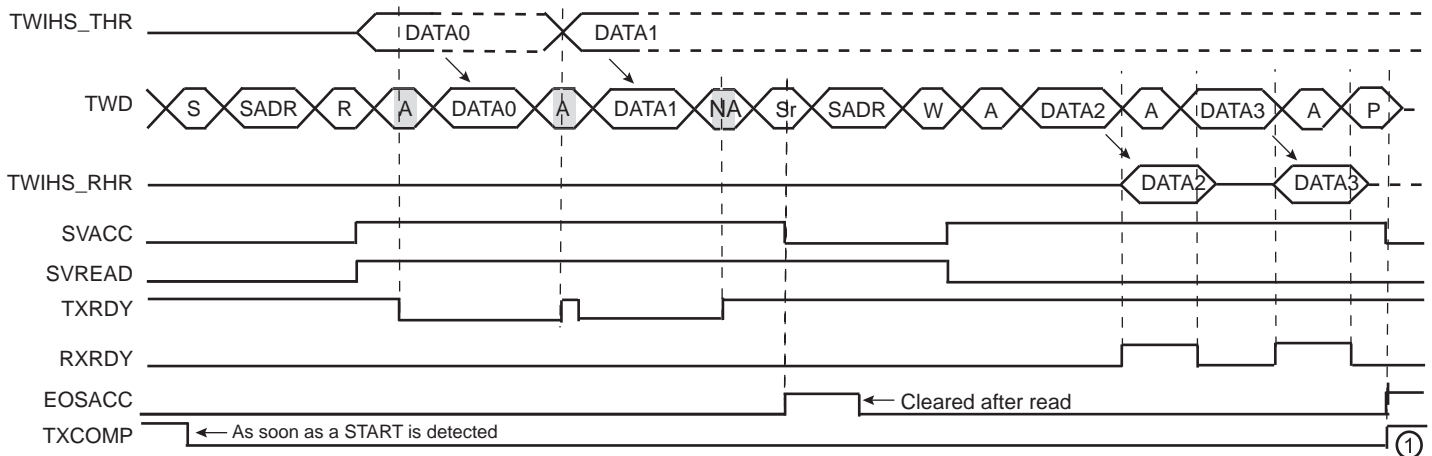 TWIHS_THR DATA0 DATA1
TWD S SADR R A DATA0 A DATA1 NA Sr SADR W A DATA2 A DATA3 A P
TWIHS_RHR DATA2 DATA3
SVACC
SVREAD
TXRDY
RXRDY
EOSACC Cleared after read
TXCOMP As soon as a START is detected 1